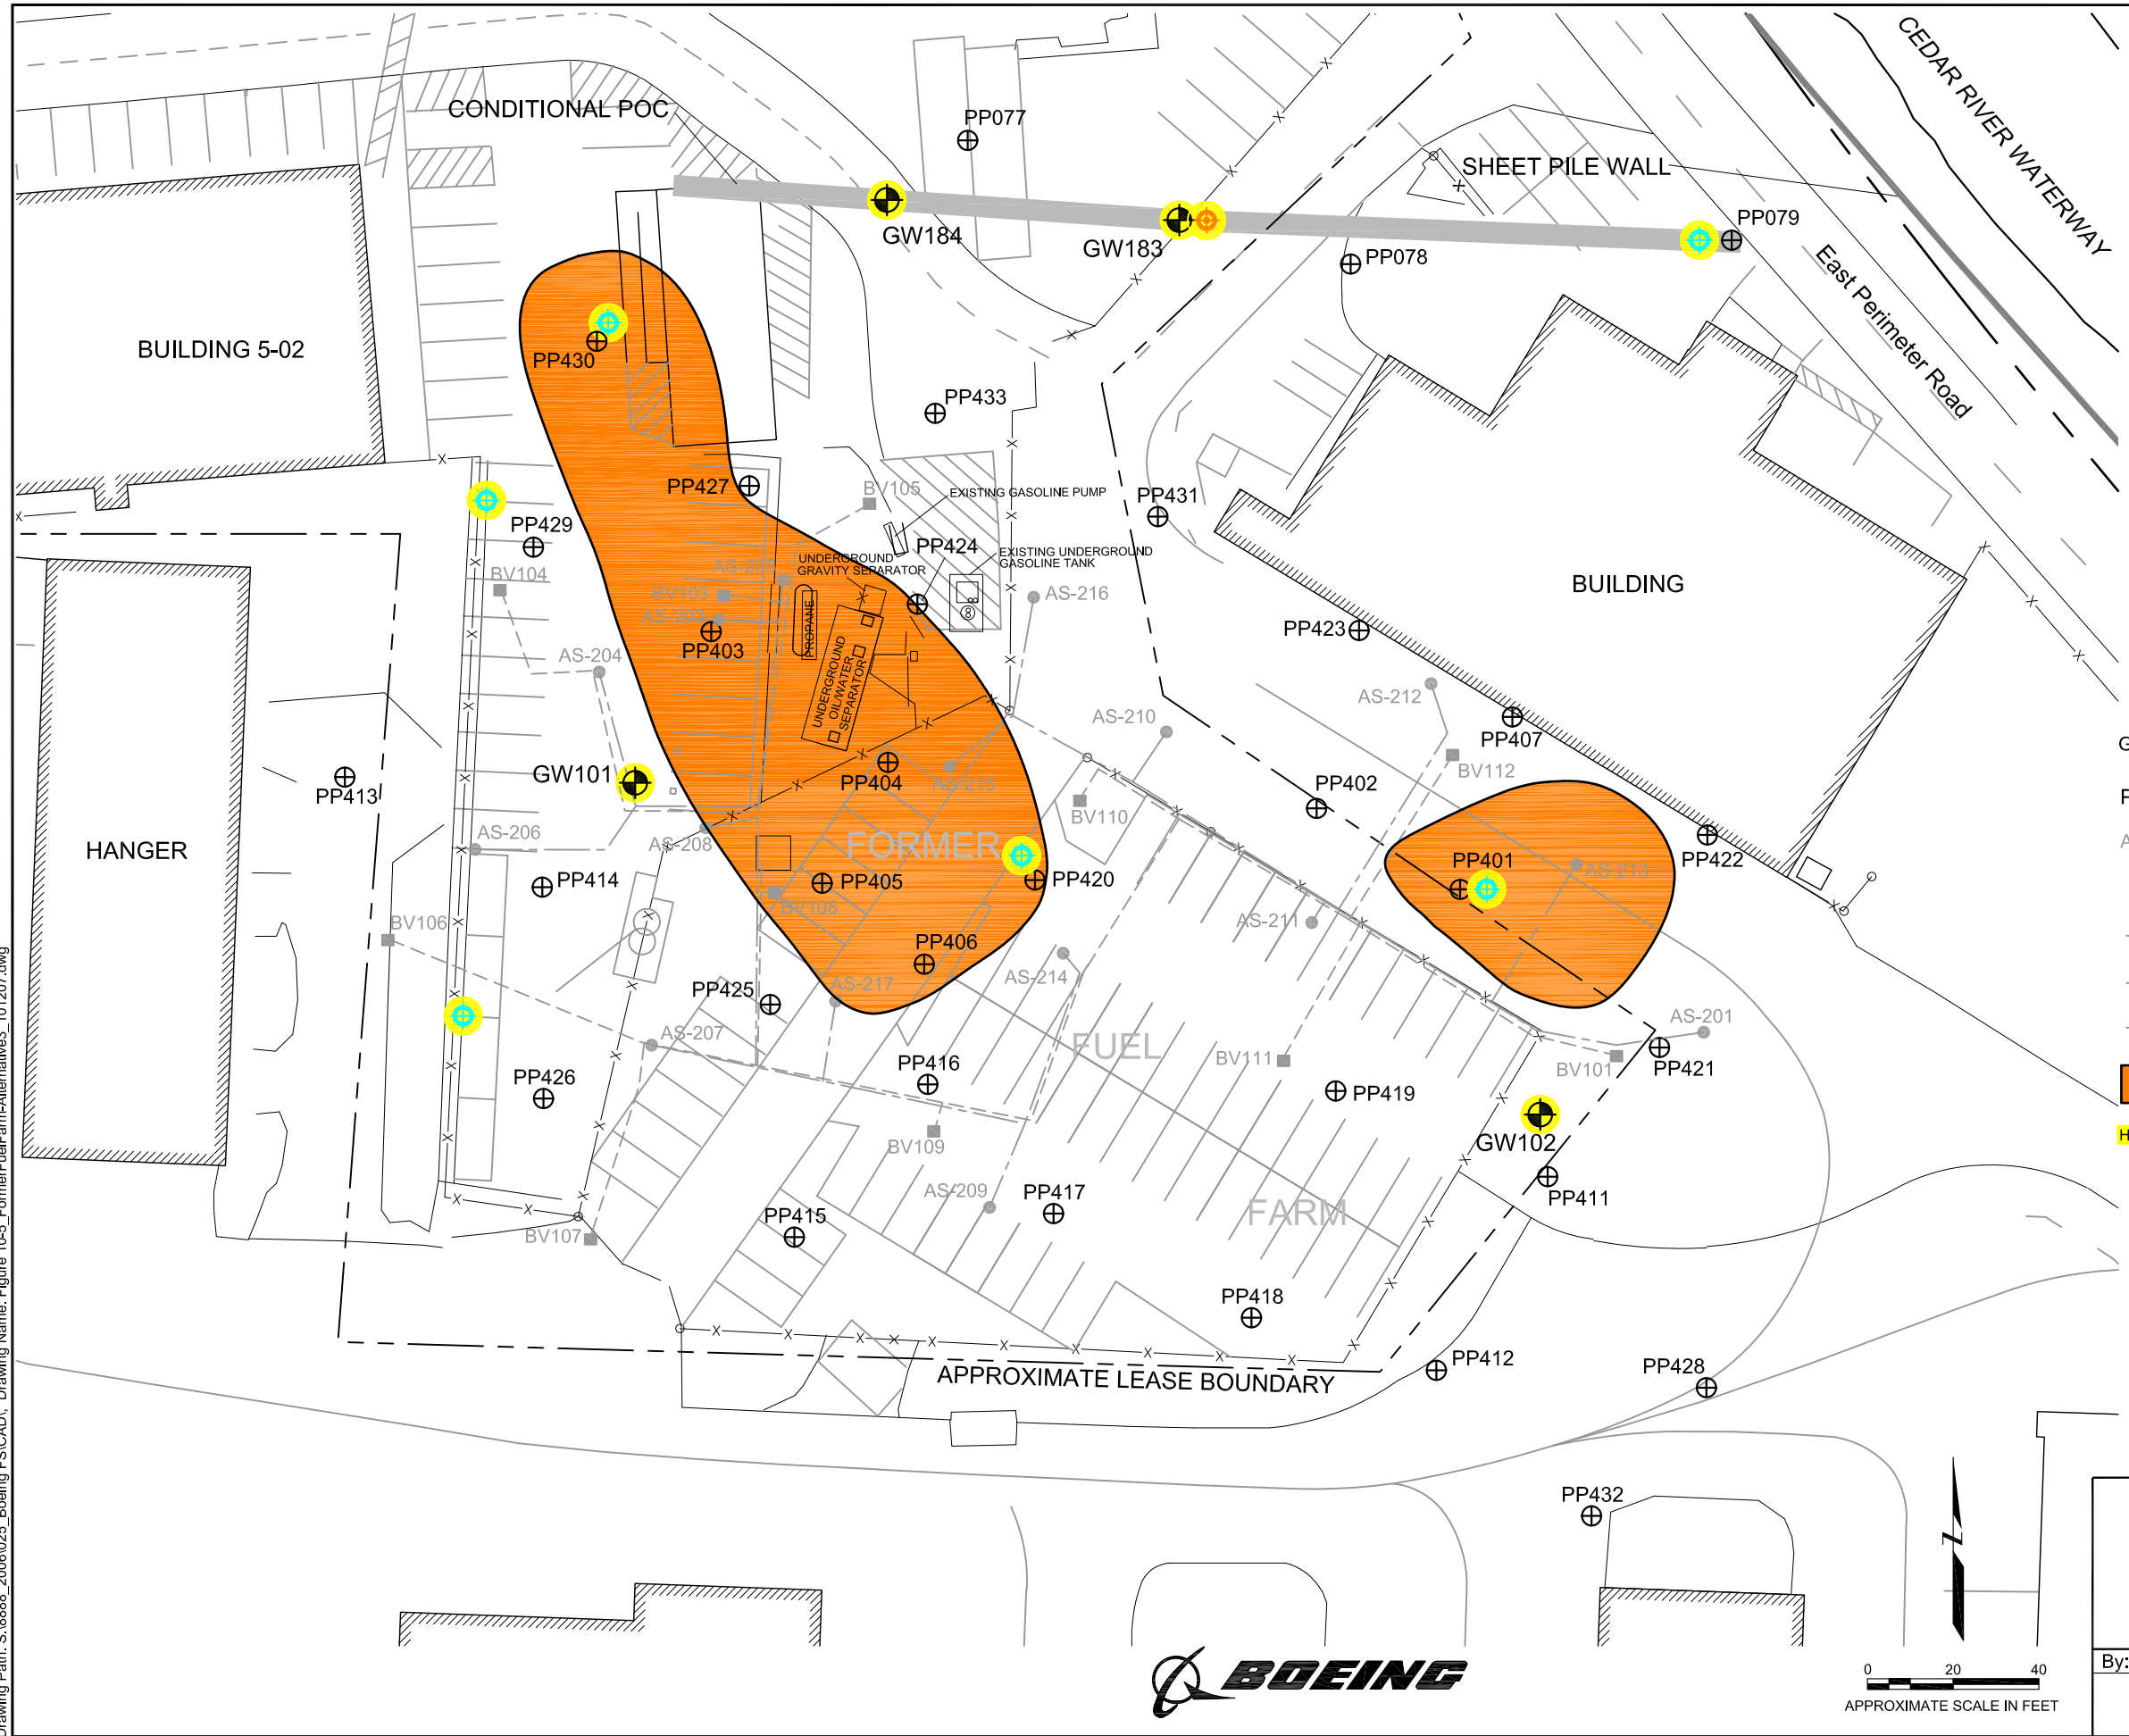 CEDAR RIVER WATERWAY
CONDITIONAL POC
PP077
SHEET PILE WALL
GW184
GW183
PP078
PP079
East Perimeter Road
BUILDING 5-02
PP430
PP433
PP427
BV105
EXISTING GASOLINE PUMP
PP431
PP429
PP424
EXISTING UNDERGROUND
GASOLINE TANK
UNDERGROUND
GRAVITY SEPARATOR
BV104
BV103
AS-216
BUILDING
PROPANE
PP403
PP423
AS-204
UNDERGROUND
OIL/WATER
SEPARATOR
AS-212
AS-210
PP407
GW101
PP404
AS-215
BV112
PP402
PP413
BV110
AS-206
AS-208
FORMER
HANGER
PP422
PP401
AS-213
PP414
PP405
PP420
BV108
BV106
AS-211
PP406
AS-214
AS-217
PP425
AS-201
AS-207
FUEL
PP416
BV111
BV101
PP421
PP426
PP419
BV109
GW102
AS-209
PP417
PP411
PP415
FARM
BV107
PP418
APPROXIMATE LEASE BOUNDARY
PP412
PP428
PP432
BOEING
0 20 40
APPROXIMATE SCALE IN FEET
By: